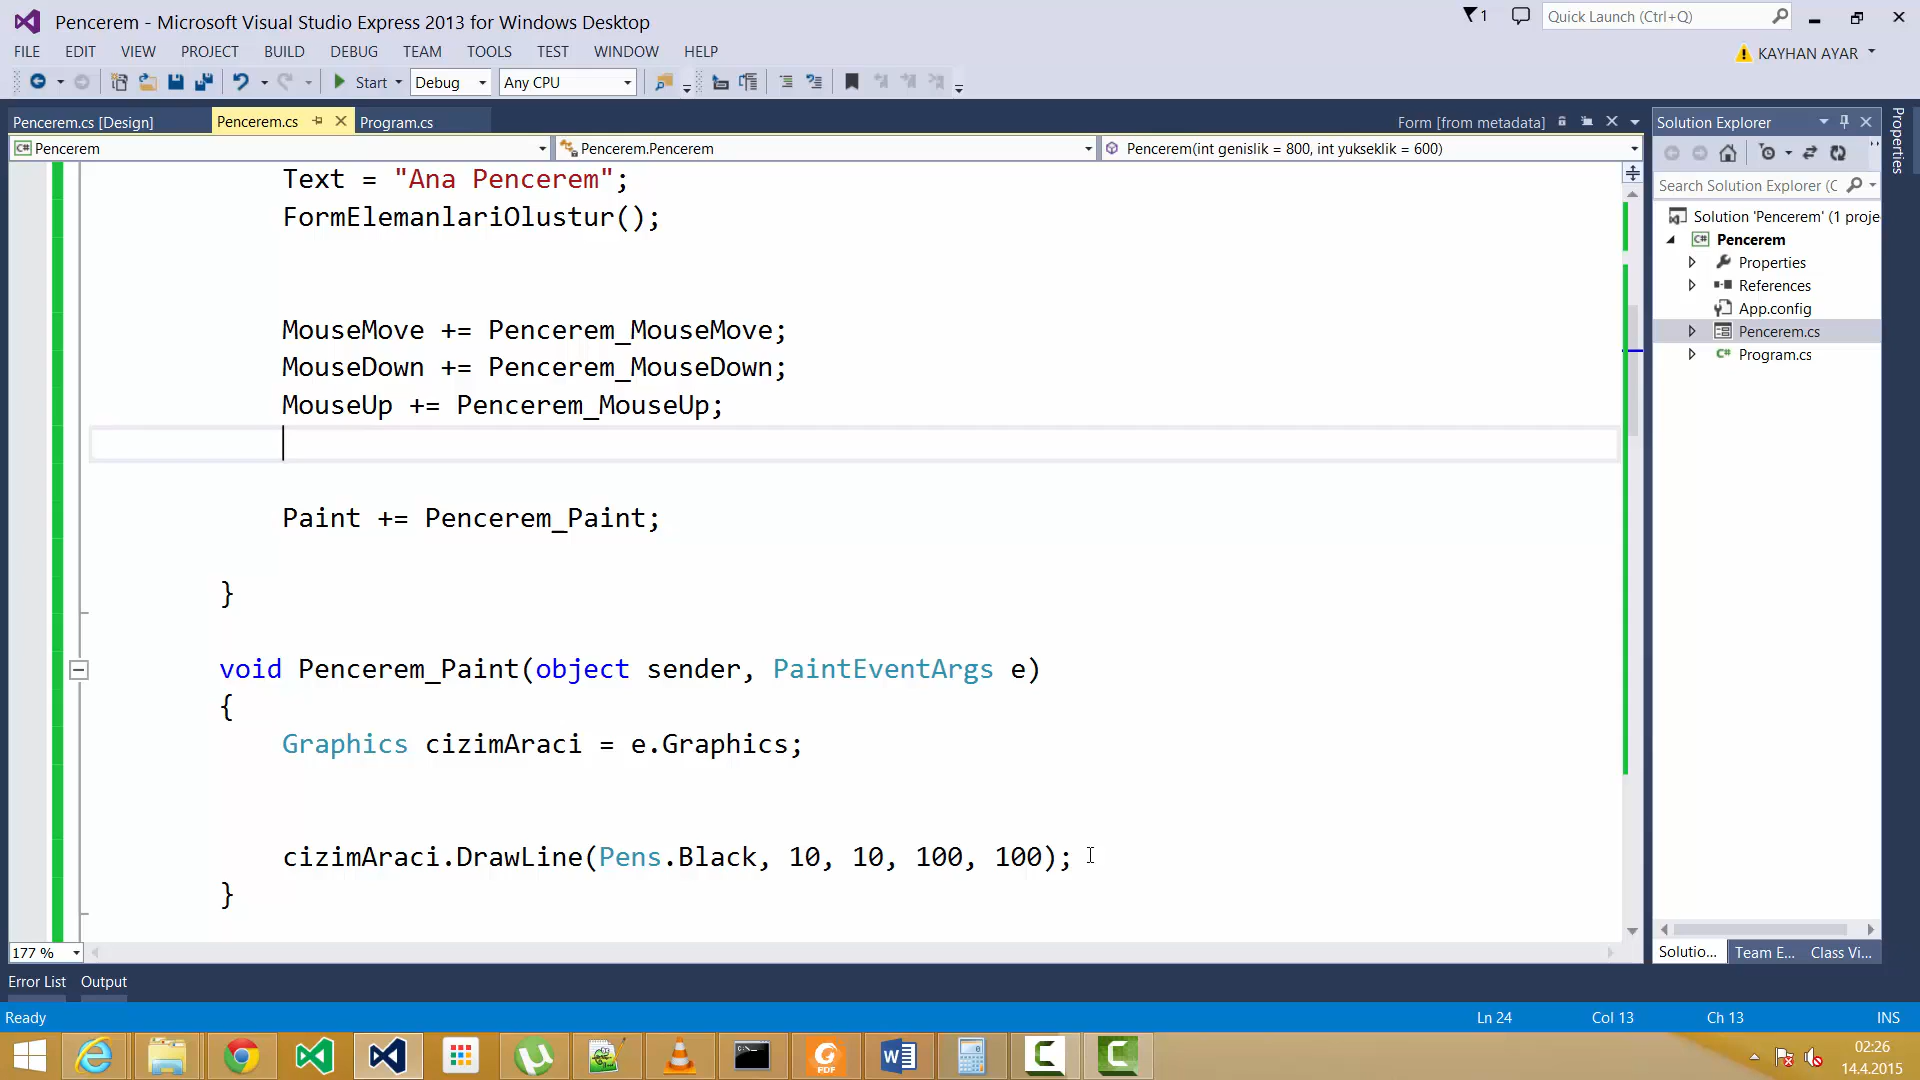 Pencerem - Microsoft Visual Studio Express 2013 for Windows Desktop
1
Quick Launch (Ctrl+Q)
FILE EDIT VIEW PROJECT BUILD DEBUG TEAM TOOLS TEST WINDOW HELP
KAYHAN AYAR
Start
Debug
Any CPU
Pencerem.cs [Design]
Pencerem.cs
Program.cs
Form [from metadata]
Pencerem
Pencerem.Pencerem
Pencerem(int genislik = 800, int yukseklik = 600)
Text = "Ana Pencerem";
FormElemanlariOlustur();
MouseMove += Pencerem_MouseMove;
MouseDown += Pencerem_MouseDown;
MouseUp += Pencerem_MouseUp;
Paint += Pencerem_Paint;
}
void Pencerem_Paint(object sender, PaintEventArgs e)
{
Graphics cizimAraci = e.Graphics;
cizimAraci.DrawLine(Pens.Black, 10, 10, 100, 100);
}
177 %
Solution Explorer
Search Solution Explorer (C
Solution 'Pencerem' (1 proje
Pencerem
Properties
References
App.config
Pencerem.cs
Program.cs
Solutio... Team E... Class Vi...
Properties
Error List Output
Ready
Ln 24
Col 13
Ch 13
INS
PDF
02:26
14.4.2015